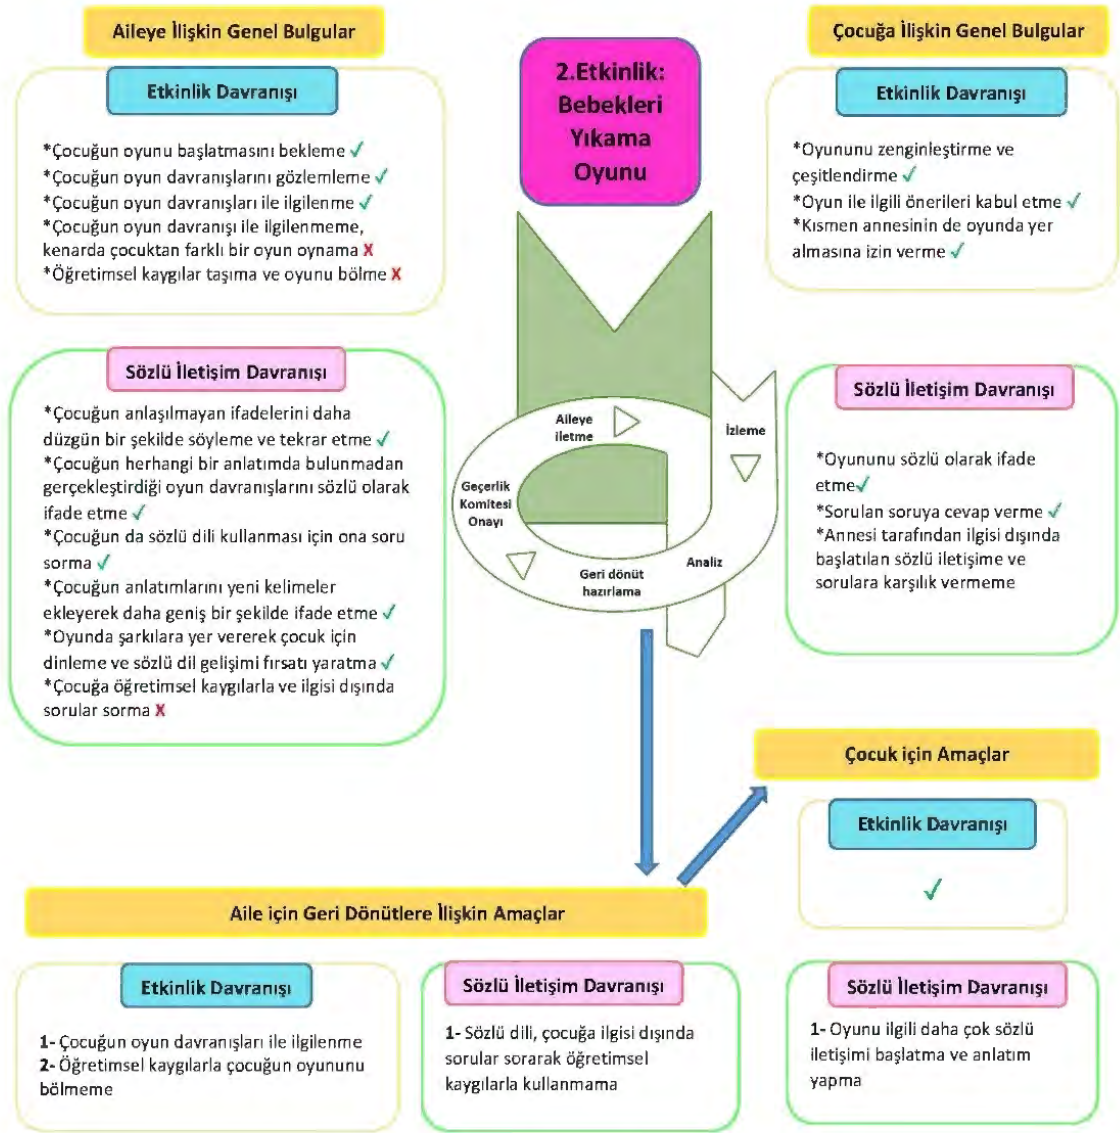 Aileye İlişkin Genel Bulgular
Etkinlik Davranışı
*Çocuğun oyunu başlatmasını bekleme ✓
*Çocuğun oyun davranışlarını gözlemleme ✓
*Çocuğun oyun davranışları ile ilgilenme ✓
*Çocuğun oyun davranışı ile ilgilenmeme,
kenarda çocuktan farklı bir oyun oynama X
*Öğretimsel kaygılar taşıma ve oyunu bölme X
Sözlü İletişim Davranışı
*Çocuğun anlaşılmayan ifadelerini daha
düzgün bir şekilde söyleme ve tekrar etme ✓
*Çocuğun herhangi bir anlatımda bulunmadan
gerçekleştirdiği oyun davranışlarını sözlü olarak
ifade etme ✓
*Çocuğun da sözlü dili kullanması için ona soru
sorma ✓
*Çocuğun anlatımlarını yeni kelimeler
ekleyerek daha geniş bir şekilde ifade etme ✓
*Oyunda şarkılara yer vererek çocuk için
dinleme ve sözlü dil gelişimi fırsatı yaratma ✓
*Çocuğa öğretimsel kaygılarla ve ilgisi dışında
sorular sorma X
2.Etkinlik:
Bebekleri
Yıkama
Oyunu
İzleme
Analiz
Geri dönüt
hazırlama
Geçerlik
Komitesi
Onayı
Aileye
iletme
Çocuğa İlişkin Genel Bulgular
Etkinlik Davranışı
*Oyununu zenginleştirme ve
çeşitlendirme ✓
*Oyun ile ilgili önerileri kabul etme ✓
*Kısmen annesinin de oyunda yer
almasına izin verme ✓
Sözlü İletişim Davranışı
*Oyununu sözlü olarak ifade
etme✓
*Sorulan soruya cevap verme ✓
*Annesi tarafından ilgisi dışında
başlatılan sözlü iletişime ve
sorulara karşılık vermeme
Aile için Geri Dönütlere İlişkin Amaçlar
Etkinlik Davranışı
1- Çocuğun oyun davranışları ile ilgilenme
2- Öğretimsel kaygılarla çocuğun oyununu
bölmeme
Sözlü İletişim Davranışı
1- Sözlü dili, çocuğa ilgisi dışında
sorular sorarak öğretimsel
kaygılarla kullanmama
Çocuk için Amaçlar
Etkinlik Davranışı
✓
Sözlü İletişim Davranışı
1- Oyunu ilgili daha çok sözlü
iletişimi başlatma ve anlatım
yapma